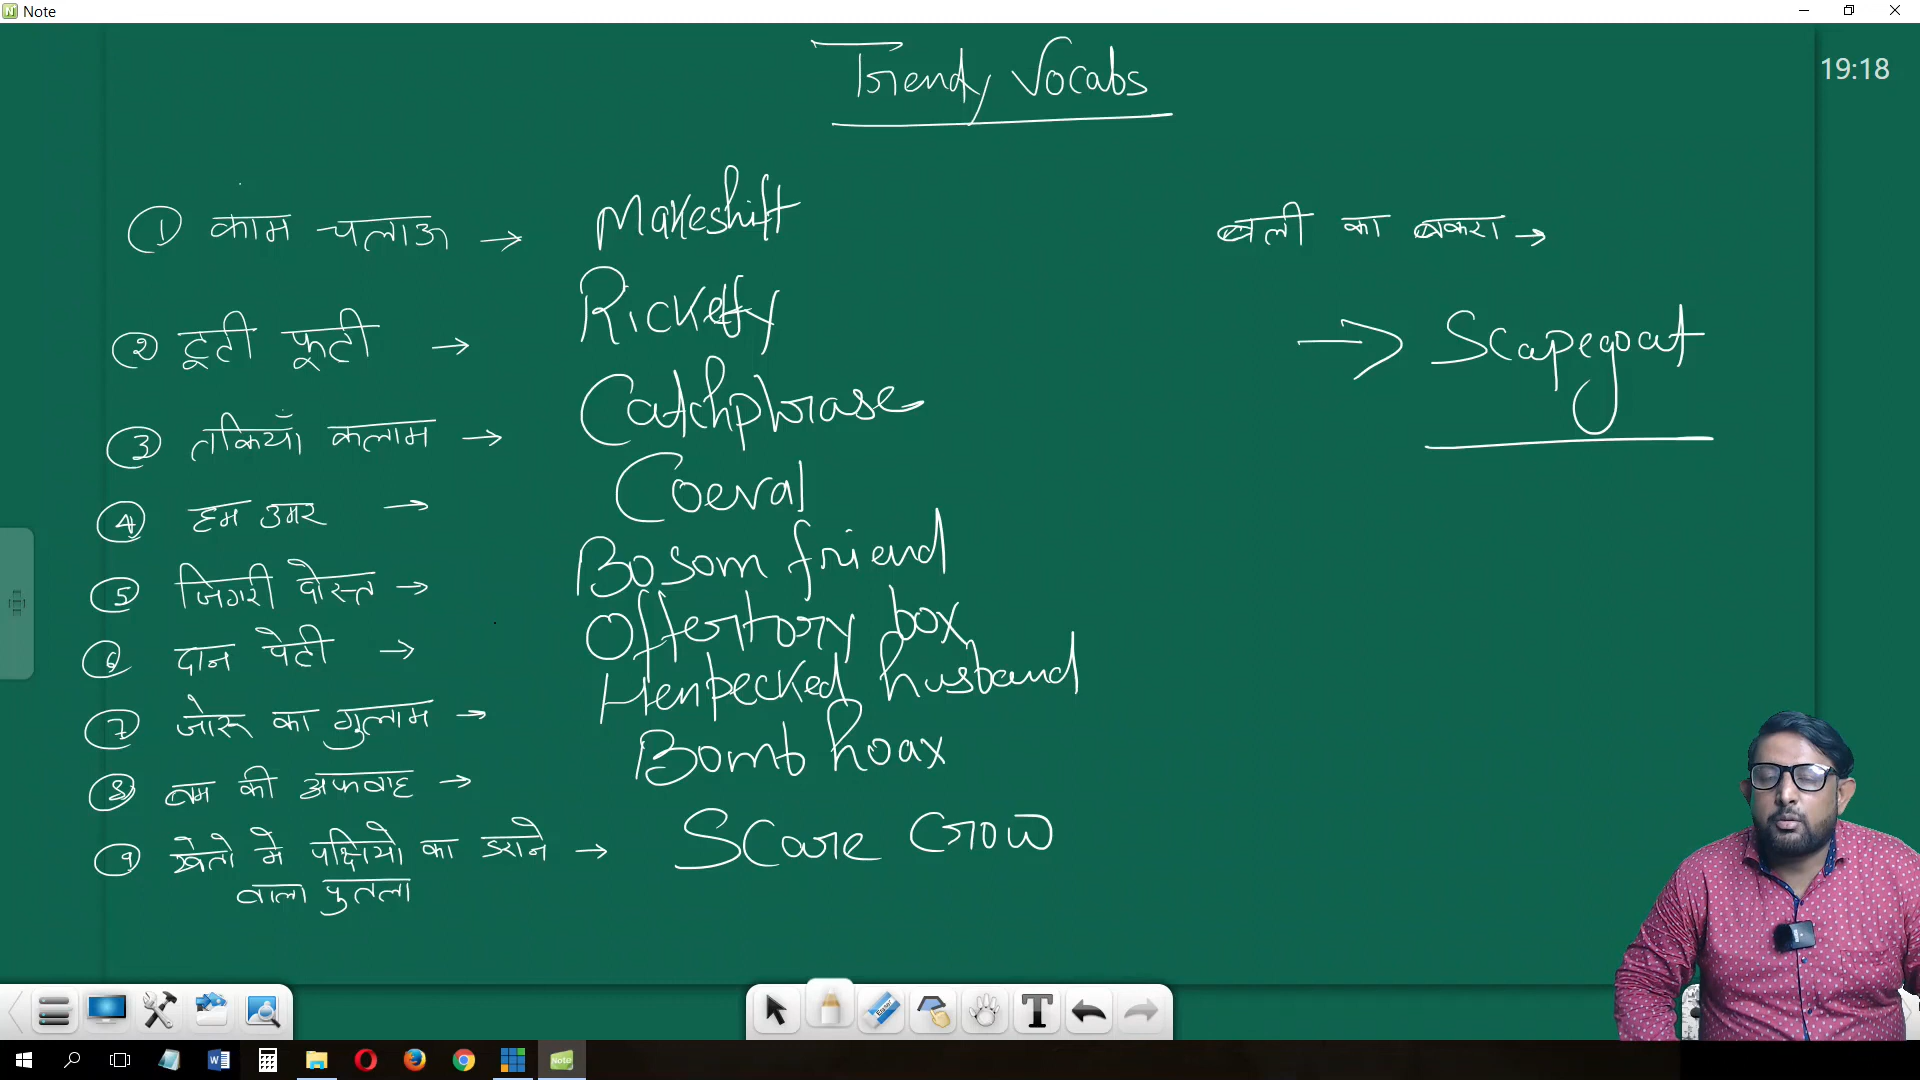 Note
Trendy Vocabs
19:18
① काम चलाऊ → Makeshift
② टूटी फूटी → Ricketty
③ तकियाँ कलाम → Catchphrase
④ हम उमर → Coeval
⑤ जिगरी दोस्त → Bosom friend
⑥ दान पेटी → Offertory box
⑦ जोरू का गुलाम → Henpecked husband
⑧ बम की अफवाह → Bomb hoax
⑨ खेतो मे पक्षियो का डराने → Scare Crow
वाला पुतला
बली का बकरा →
→ Scapegoat